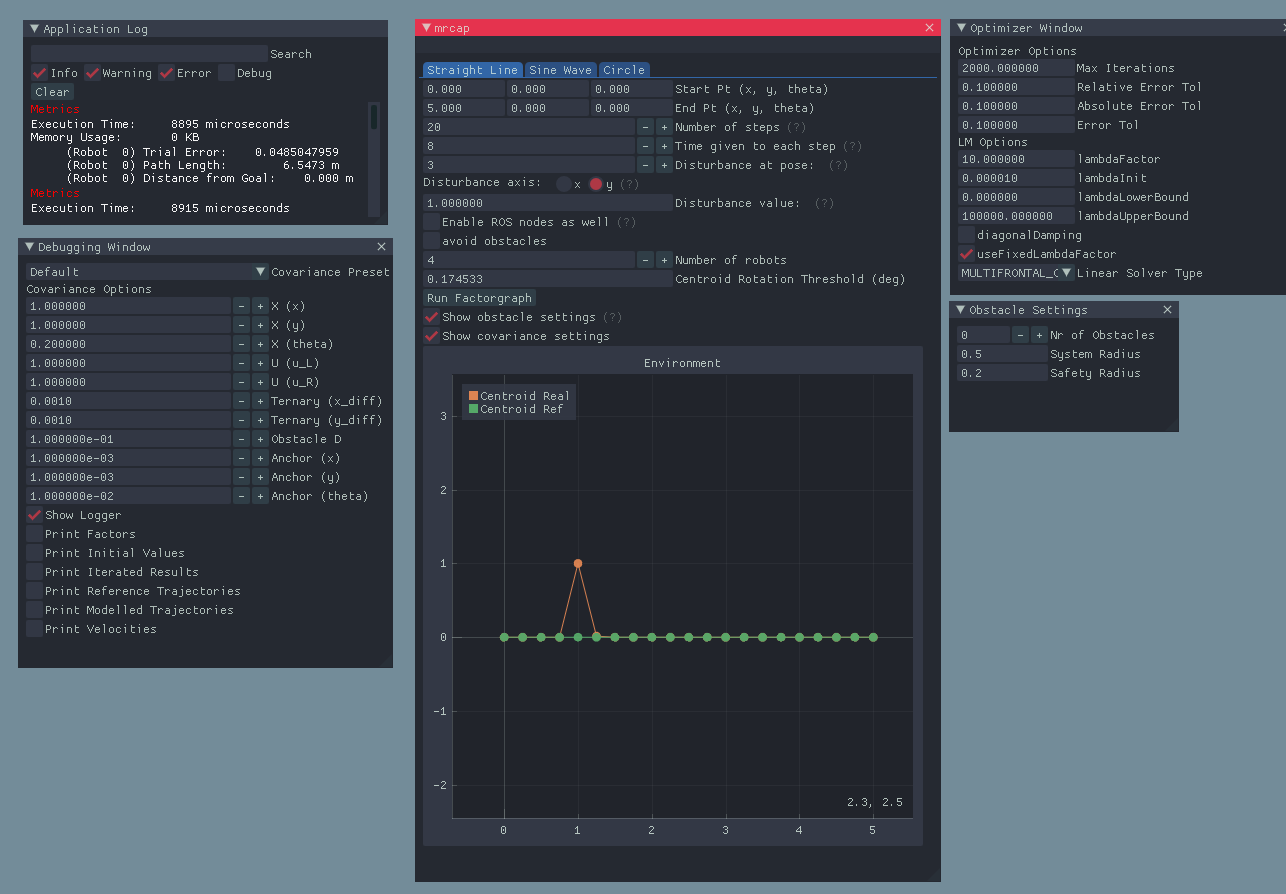 Application Log
Search
Info Warning Error Debug
Clear
Metrics
Execution Time: 8895 microseconds
Memory Usage: 0 KB
(Robot 0) Trial Error: 0.0485047959
(Robot 0) Path Length: 6.5473 m
(Robot 0) Distance from Goal: 0.000 m
Metrics
Execution Time: 8915 microseconds
Debugging Window
Default Covariance Preset
Covariance Options
1.000000 - + X (x)
1.000000 - + X (y)
0.200000 - + X (theta)
1.000000 - + U (u_L)
1.000000 - + U (u_R)
0.0010 - + Ternary (x_diff)
0.0010 - + Ternary (y_diff)
1.000000e-01 - + Obstacle D
1.000000e-03 - + Anchor (x)
1.000000e-03 - + Anchor (y)
1.000000e-02 - + Anchor (theta)
Show Logger
Print Factors
Print Initial Values
Print Iterated Results
Print Reference Trajectories
Print Modelled Trajectories
Print Velocities
mrcap
Straight Line Sine Wave Circle
0.000 0.000 0.000 Start Pt (x, y, theta)
5.000 0.000 0.000 End Pt (x, y, theta)
20 - + Number of steps (?)
8 - + Time given to each step (?)
3 - + Disturbance at pose: (?)
Disturbance axis: x y (?)
1.000000 Disturbance value: (?)
Enable ROS nodes as well (?)
avoid obstacles
4 - + Number of robots
0.174533 Centroid Rotation Threshold (deg)
Run Factorgraph
Show obstacle settings (?)
Show covariance settings
Environment
Centroid Real
Centroid Ref
3
2
1
0
-1
-2
2.3, 2.5
0 1 2 3 4 5
Optimizer Window
Optimizer Options
2000.000000 Max Iterations
0.100000 Relative Error Tol
0.100000 Absolute Error Tol
0.100000 Error Tol
LM Options
10.000000 lambdaFactor
0.000010 lambdaInit
0.000000 lambdaLowerBound
100000.000000 lambdaUpperBound
diagonalDamping
useFixedLambdaFactor
MULTIFRONTAL_C Linear Solver Type
Obstacle Settings
0 - + Nr of Obstacles
0.5 System Radius
0.2 Safety Radius